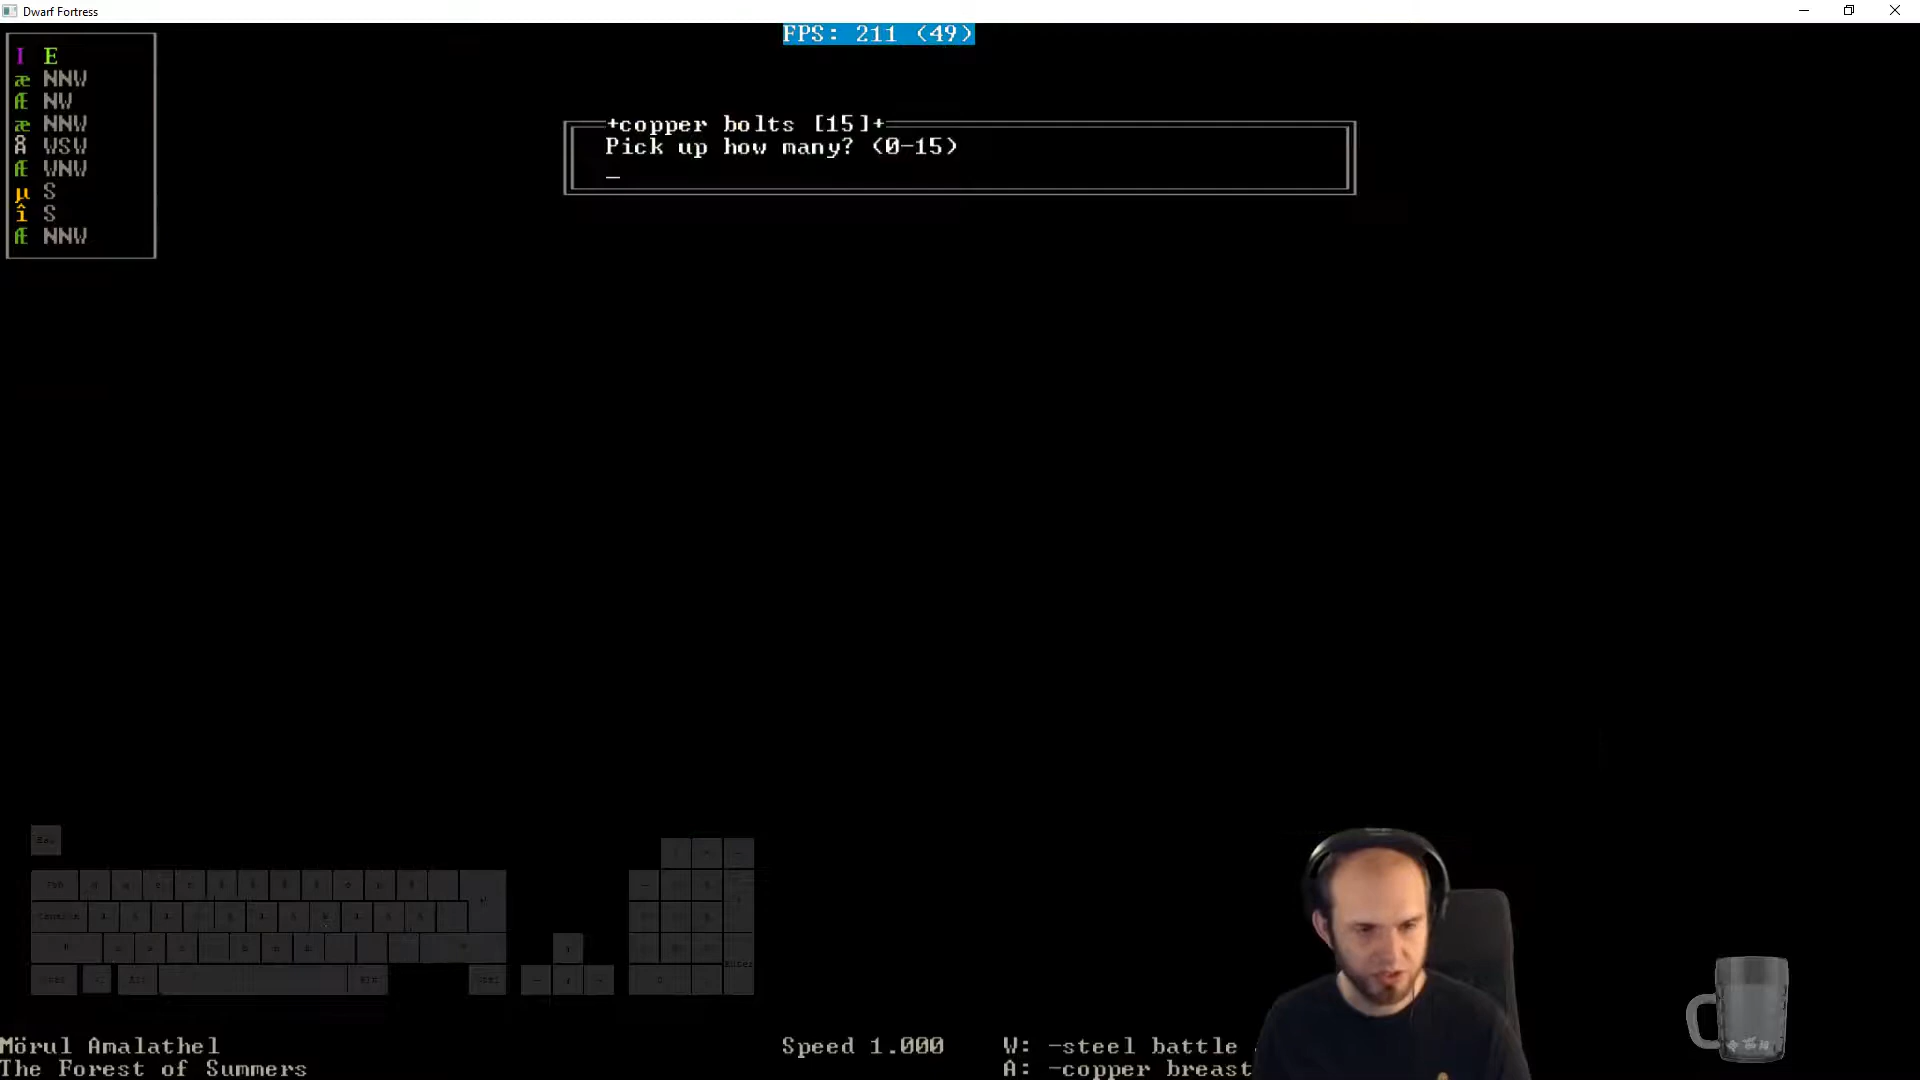 Dwarf Fortress
FPS: 211 (49)
I E
æ NNW
Æ NW
æ NNW
Å WSW
Æ WNW
µ S
î S
Æ NNW
+copper bolts [15]+
Pick up how many? (0-15)
_
Enter
Mörul Amalathel
The Forest of Summers
Speed 1.000
W: -steel battle
A: -copper breast